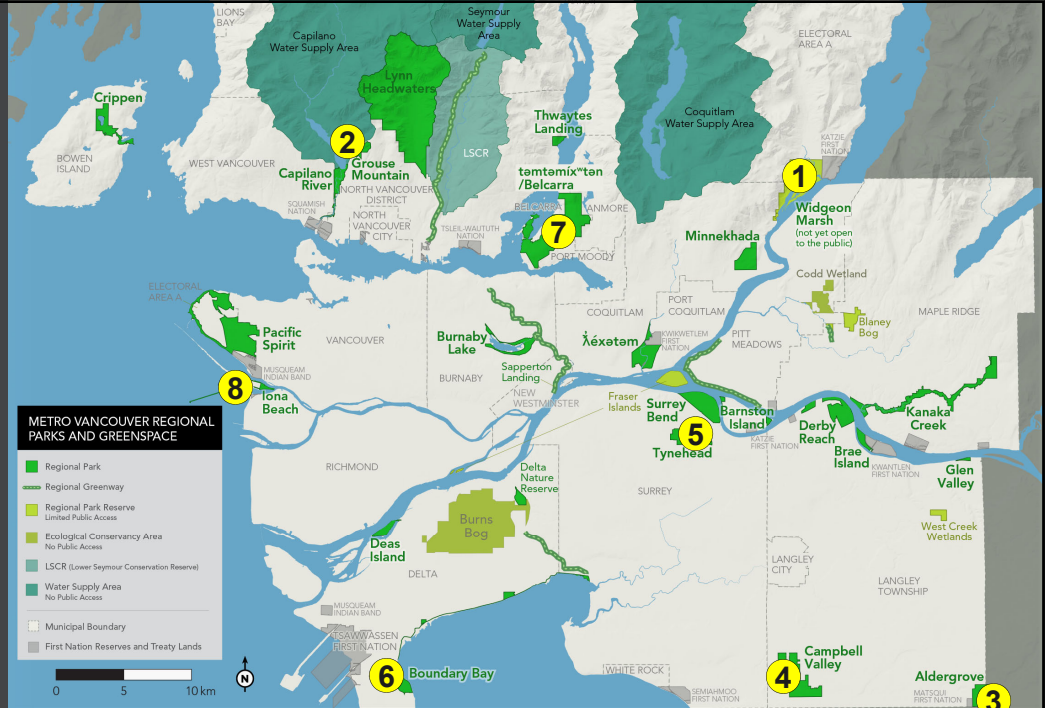 LIONS
BAY
Seymour
Water Supply
Area
Capilano
Water Supply Area
ELECTORAL
AREA A
Lynn
Headwaters
Crippen
Thwaytes
Landing
Coquitlam
Water Supply Area
2
LSCR
KATZIE
FIRST
NATION
BOWEN
ISLAND
WEST VANCOUVER
Grouse
Mountain
Capilano
River
NORTH VANCOUVER
DISTRICT
təmtəmíxʷtən
/Belcarra
1
SQUAMISH
NATION
NORTH
VANCOUVER
CITY
BELCARRA
ANMORE
Widgeon
Marsh
(not yet open
to the public)
TSLEIL-WAUTUTH
NATION
7
Minnekhada
PORT MOODY
Codd Wetland
ELECTORAL
AREA A
PORT
COQUITLAM
COQUITLAM
MAPLE RIDGE
Blaney
Bog
Pacific
Spirit
VANCOUVER
Burnaby
Lake
ƛ̓éxətəm
KWIKWETLEM
FIRST
NATION
PITT
MEADOWS
MUSQUEAM
INDIAN BAND
BURNABY
Sapperton
Landing
8
Iona
Beach
NEW
WESTMINSTER
Fraser
Islands
Surrey
Bend
Barnston
Island
Kanaka
Creek
METRO VANCOUVER REGIONAL
PARKS AND GREENSPACE
5
Tynehead
KATZIE
FIRST NATION
Derby
Reach
Brae
Island
KWANTLEN
FIRST NATION
Glen
Valley
Regional Park
Regional Greenway
Regional Park Reserve
Limited Public Access
Ecological Conservancy Area
No Public Access
LSCR (Lower Seymour Conservation Reserve)
Water Supply Area
No Public Access
Municipal Boundary
First Nation Reserves and Treaty Lands
RICHMOND
Delta
Nature
Reserve
SURREY
Burns
Bog
West Creek
Wetlands
Deas
Island
DELTA
LANGLEY
CITY
LANGLEY
TOWNSHIP
MUSQUEAM
INDIAN BAND
TSAWWASSEN
FIRST NATION
6
Boundary Bay
WHITE ROCK
SEMIAHMOO
FIRST NATION
4
Campbell
Valley
Aldergrove
MATSQUI
FIRST NATION
3
0
5
10 km
N